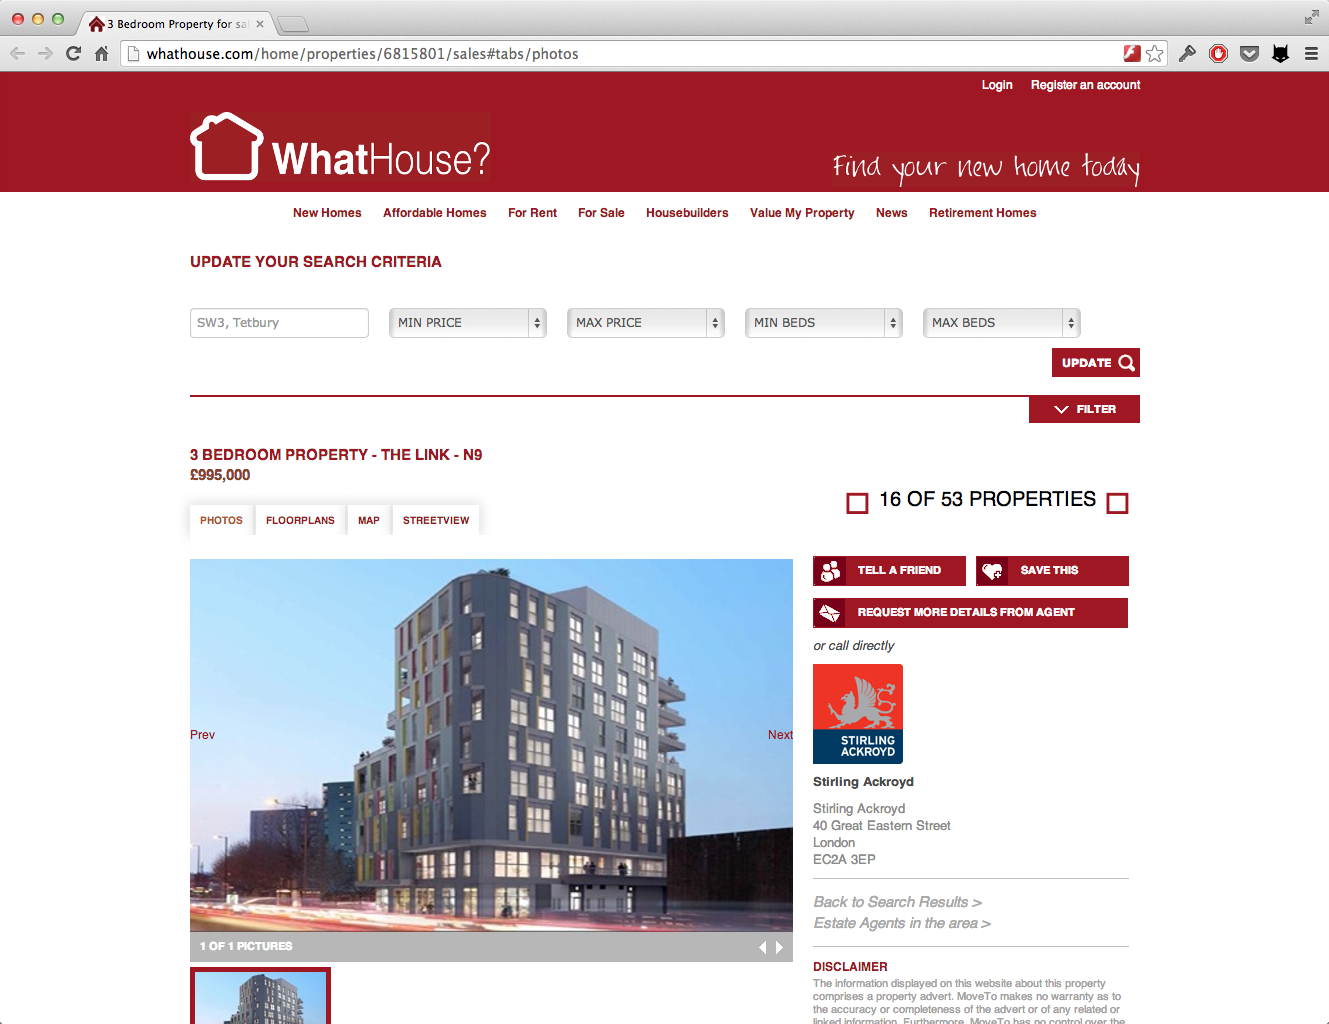 3 Bedroom Property for sa
whathouse.com/home/properties/6815801/sales#tabs/photos
Login Register an account
WhatHouse?
Find your new home today
New Homes Affordable Homes For Rent For Sale Housebuilders Value My Property News Retirement Homes
UPDATE YOUR SEARCH CRITERIA
SW3, Tetbury MIN PRICE MAX PRICE MIN BEDS MAX BEDS
UPDATE
FILTER
3 BEDROOM PROPERTY - THE LINK - N9
£995,000
16 OF 53 PROPERTIES
PHOTOS FLOORPLANS MAP STREETVIEW
TELL A FRIEND SAVE THIS
REQUEST MORE DETAILS FROM AGENT
or call directly
STIRLING
ACKROYD
Prev Next
Stirling Ackroyd
Stirling Ackroyd
40 Great Eastern Street
London
EC2A 3EP
Back to Search Results >
Estate Agents in the area >
1 OF 1 PICTURES
DISCLAIMER
The information displayed on this website about this property
comprises a property advert. MoveTo makes no warranty as to
the accuracy or completeness of the advert or of any related or
linked information. Furthermore, MoveTo has no control over the